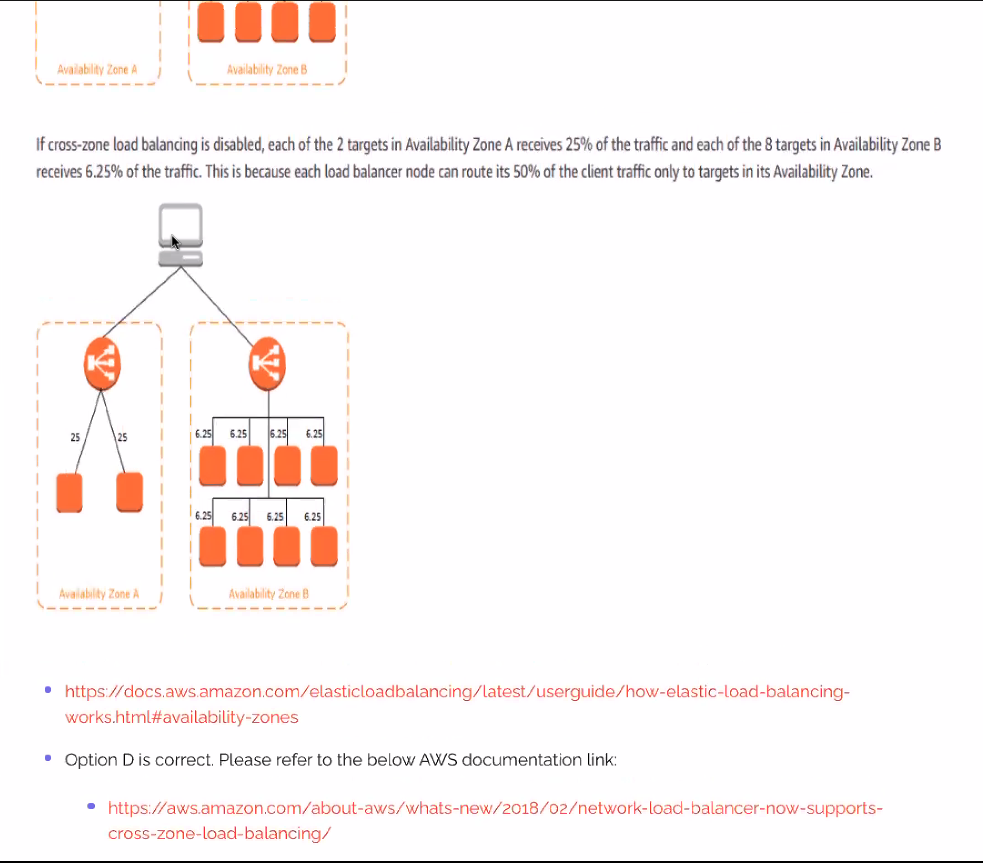 Availability Zone A
Availability Zone B
If cross-zone load balancing is disabled, each of the 2 targets in Availability Zone A receives 25% of the traffic and each of the 8 targets in Availability Zone B
receives 6.25% of the traffic. This is because each load balancer node can route its 50% of the client traffic only to targets in its Availability Zone.
25 25
6.25 6.25 6.25 6.25
6.25 6.25 6.25 6.25
Availability Zone A
Availability Zone B
https://docs.aws.amazon.com/elasticloadbalancing/latest/userguide/how-elastic-load-balancing-
works.html#availability-zones
Option D is correct. Please refer to the below AWS documentation link:
https://aws.amazon.com/about-aws/whats-new/2018/02/network-load-balancer-now-supports-
cross-zone-load-balancing/